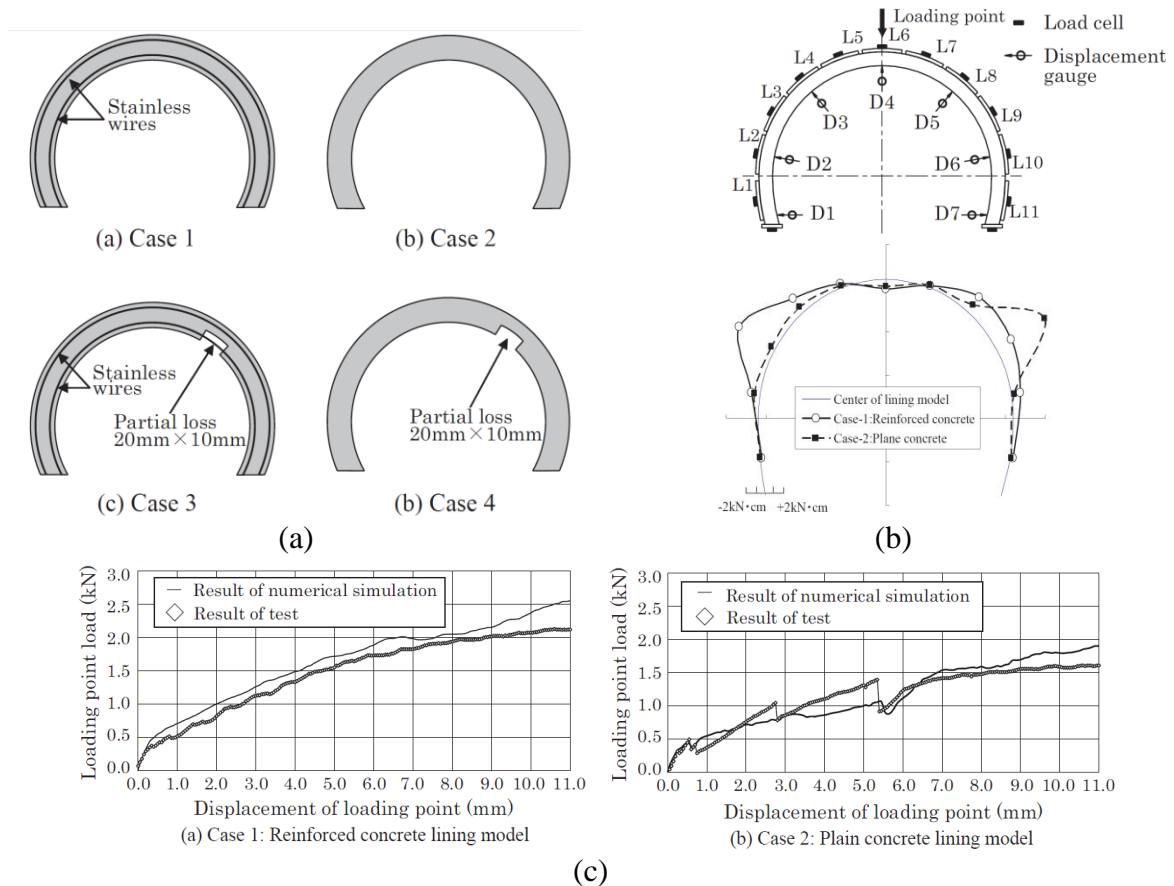 Stainless
wires
(a) Case 1
(b) Case 2
Stainless
wires
Partial loss
20mm×10mm
(c) Case 3
Partial loss
20mm×10mm
(b) Case 4
(a)
Loading point
Load cell
Displacement
gauge
L1
L2
L3
L4
L5
L6
L7
L8
L9
L10
L11
D1
D2
D3
D4
D5
D6
D7
Center of lining model
Case-1:Reinforced concrete
Case-2:Plane concrete
-2kN・cm
+2kN・cm
(b)
Loading point load (kN)
3.0
2.5
2.0
1.5
1.0
0.5
0.0
Result of numerical simulation
Result of test
0.0 1.0 2.0 3.0 4.0 5.0 6.0 7.0 8.0 9.0 10.0 11.0
Displacement of loading point (mm)
(a) Case 1: Reinforced concrete lining model
Loading point load (kN)
3.0
2.5
2.0
1.5
1.0
0.5
0.0
Result of numerical simulation
Result of test
0.0 1.0 2.0 3.0 4.0 5.0 6.0 7.0 8.0 9.0 10.0 11.0
Displacement of loading point (mm)
(b) Case 2: Plain concrete lining model
(c)